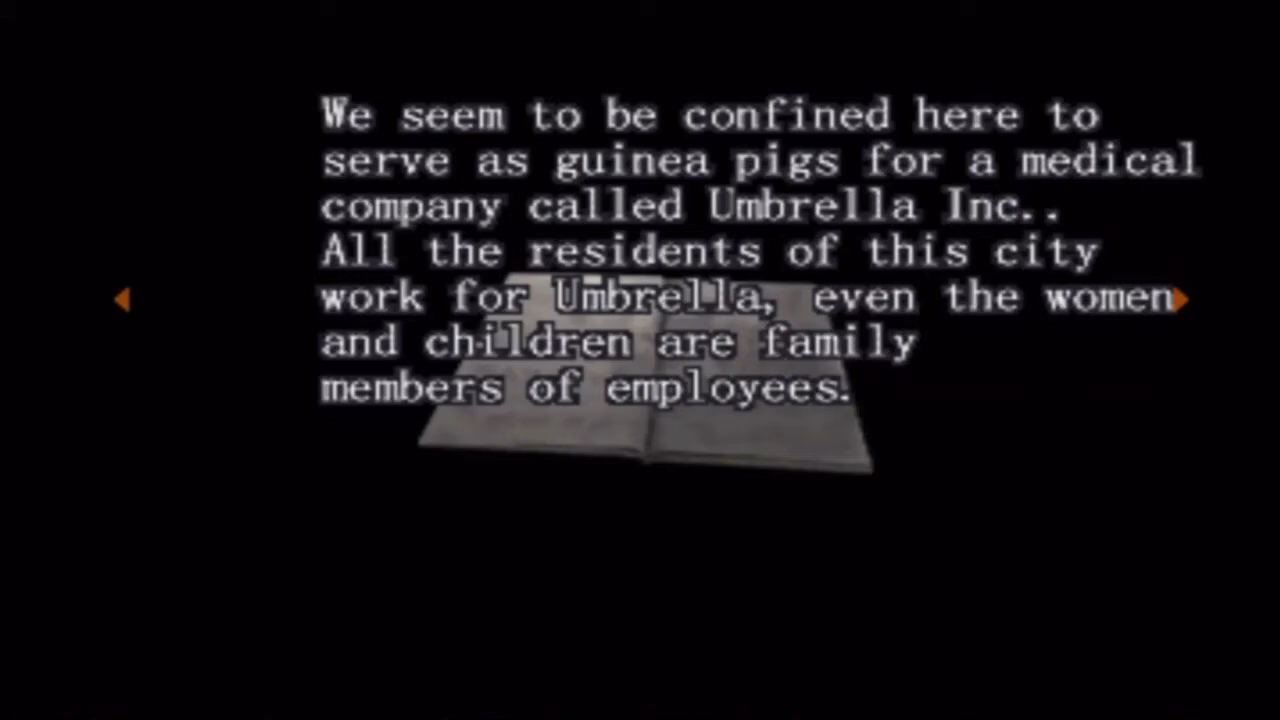 We seem to be confined here to
serve as guinea pigs for a medical
company called Umbrella Inc..
All the residents of this city
work for Umbrella, even the women
and children are family
members of employees.